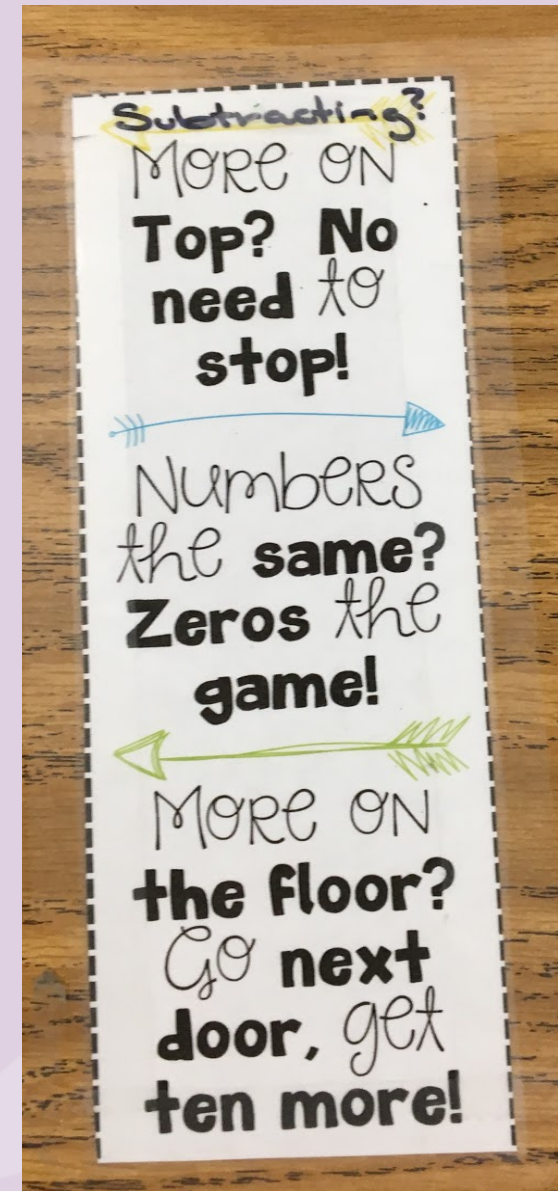 Subtracting?
MORE ON
Top? No
need to
stop!
NumbeRS
the same?
Zeros the
game!
MORE ON
the floor?
Go next
door, get
ten more!